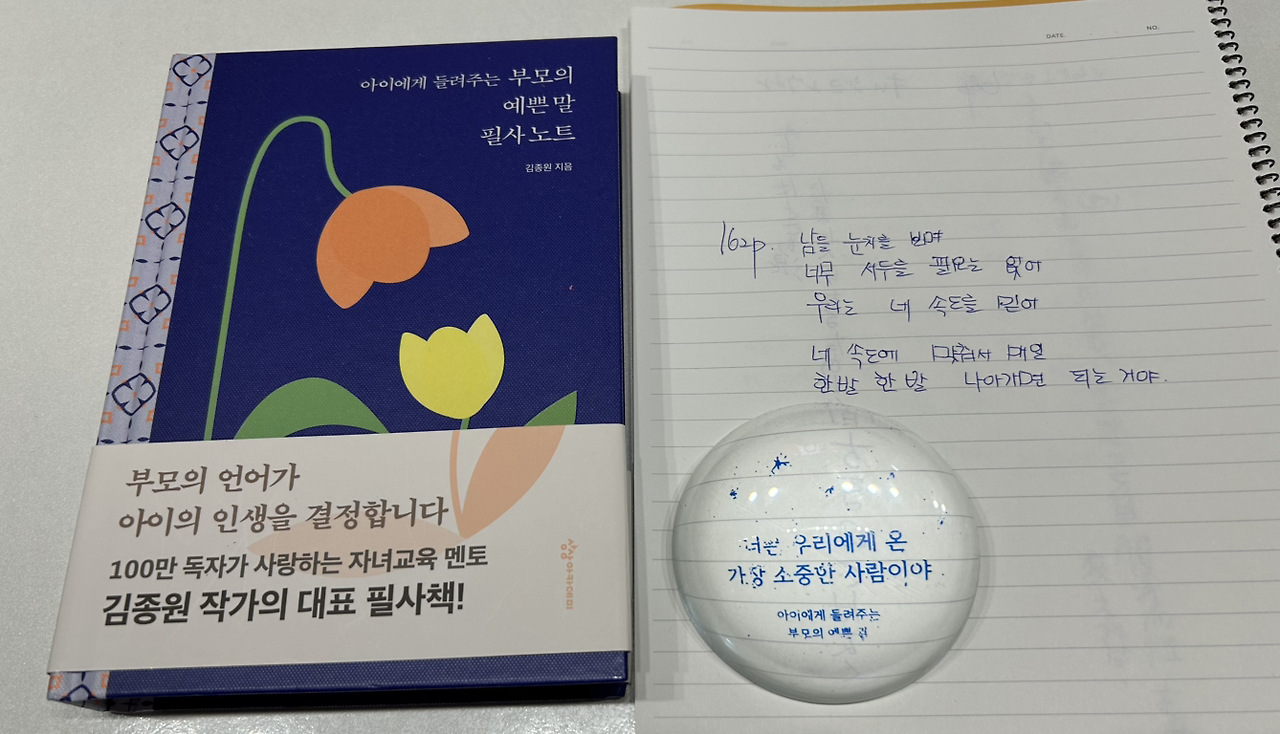 아이에게 들려주는 부모의
예쁜 말
필사 노트
김종원 지음
부모의 언어가
아이의 인생을 결정합니다
100만 독자가 사랑하는 자녀교육 멘토
김종원 작가의 대표 필사책!
상상아카데미
DATE.
NO.
162p. 남들 눈치를 보며
너무 서두를 필요는 없어
우리는 네 속도를 믿어
네 속도에 맞춰서 매일
한 발 한 발 나아가면 되는 거야.
너는 우리에게 온
가장 소중한 사람이야
아이에게 들려주는
부모의 예쁜